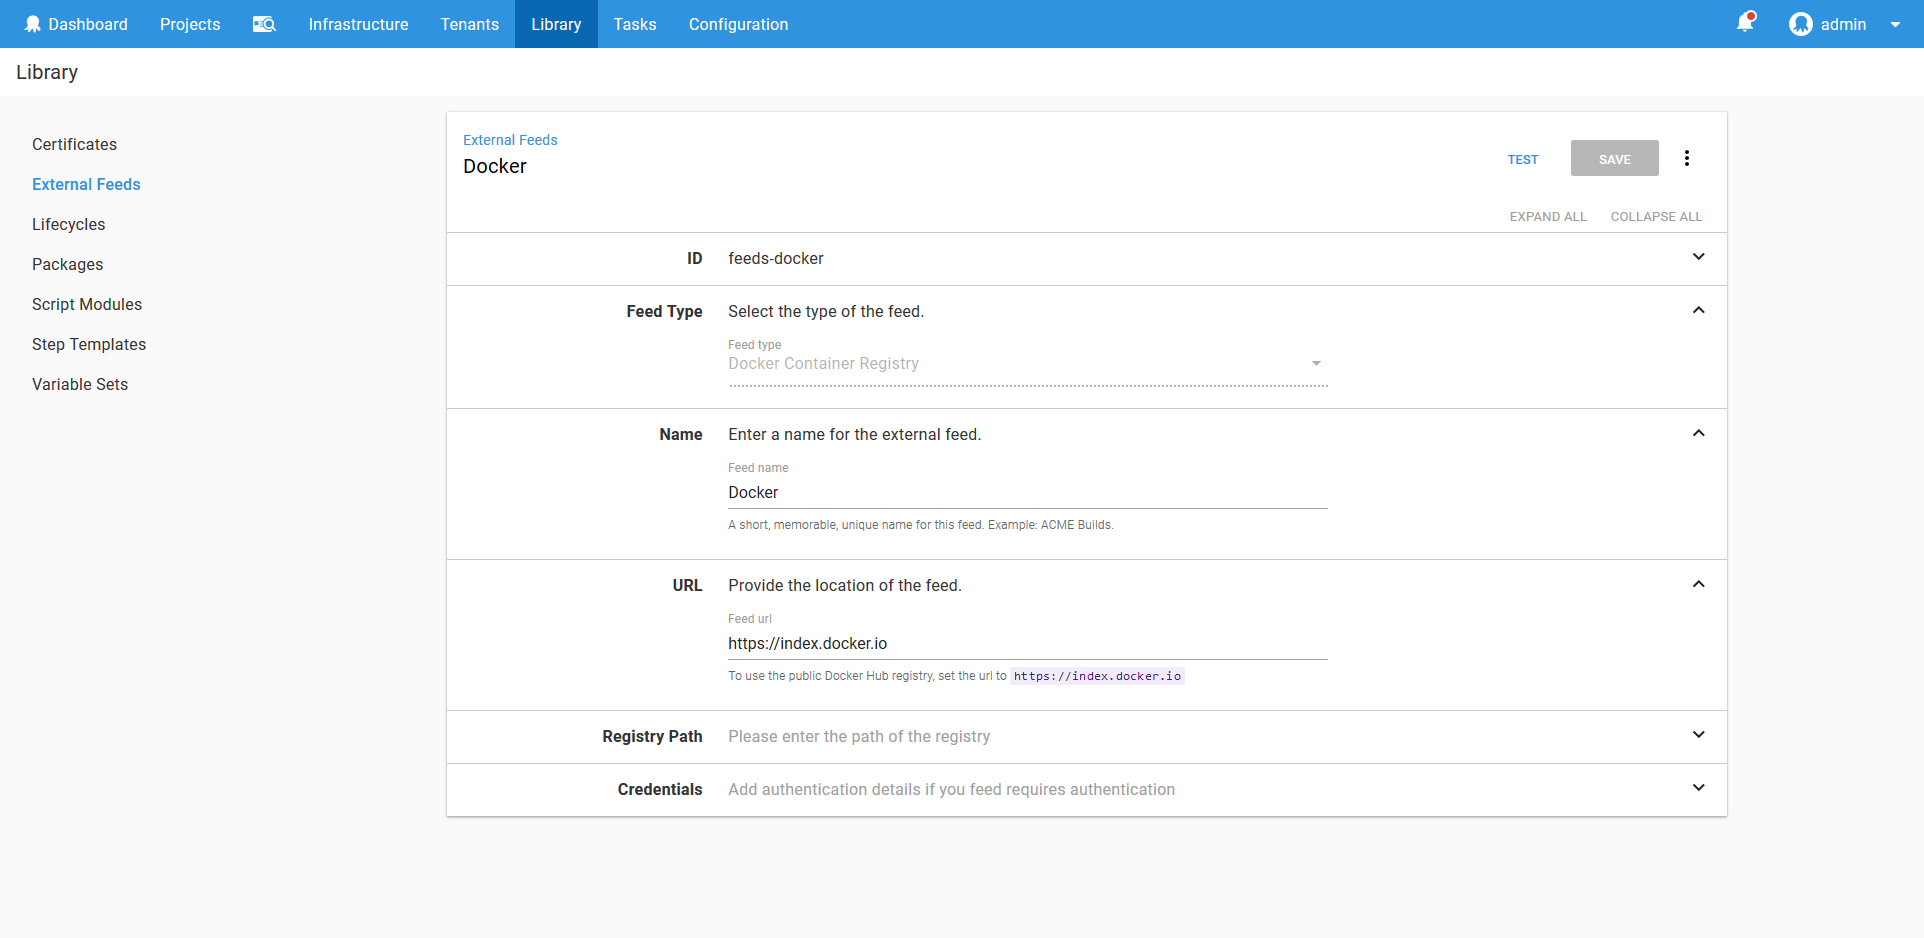 Dashboard Projects Infrastructure Tenants Library Tasks Configuration admin
Library
Certificates
External Feeds
Lifecycles
Packages
Script Modules
Step Templates
Variable Sets
External Feeds
Docker
TEST SAVE
EXPAND ALL COLLAPSE ALL
ID feeds-docker
Feed Type Select the type of the feed.
Feed type
Docker Container Registry
Name Enter a name for the external feed.
Feed name
Docker
A short, memorable, unique name for this feed. Example: ACME Builds.
URL Provide the location of the feed.
Feed url
https://index.docker.io
To use the public Docker Hub registry, set the url to https://index.docker.io
Registry Path Please enter the path of the registry
Credentials Add authentication details if you feed requires authentication